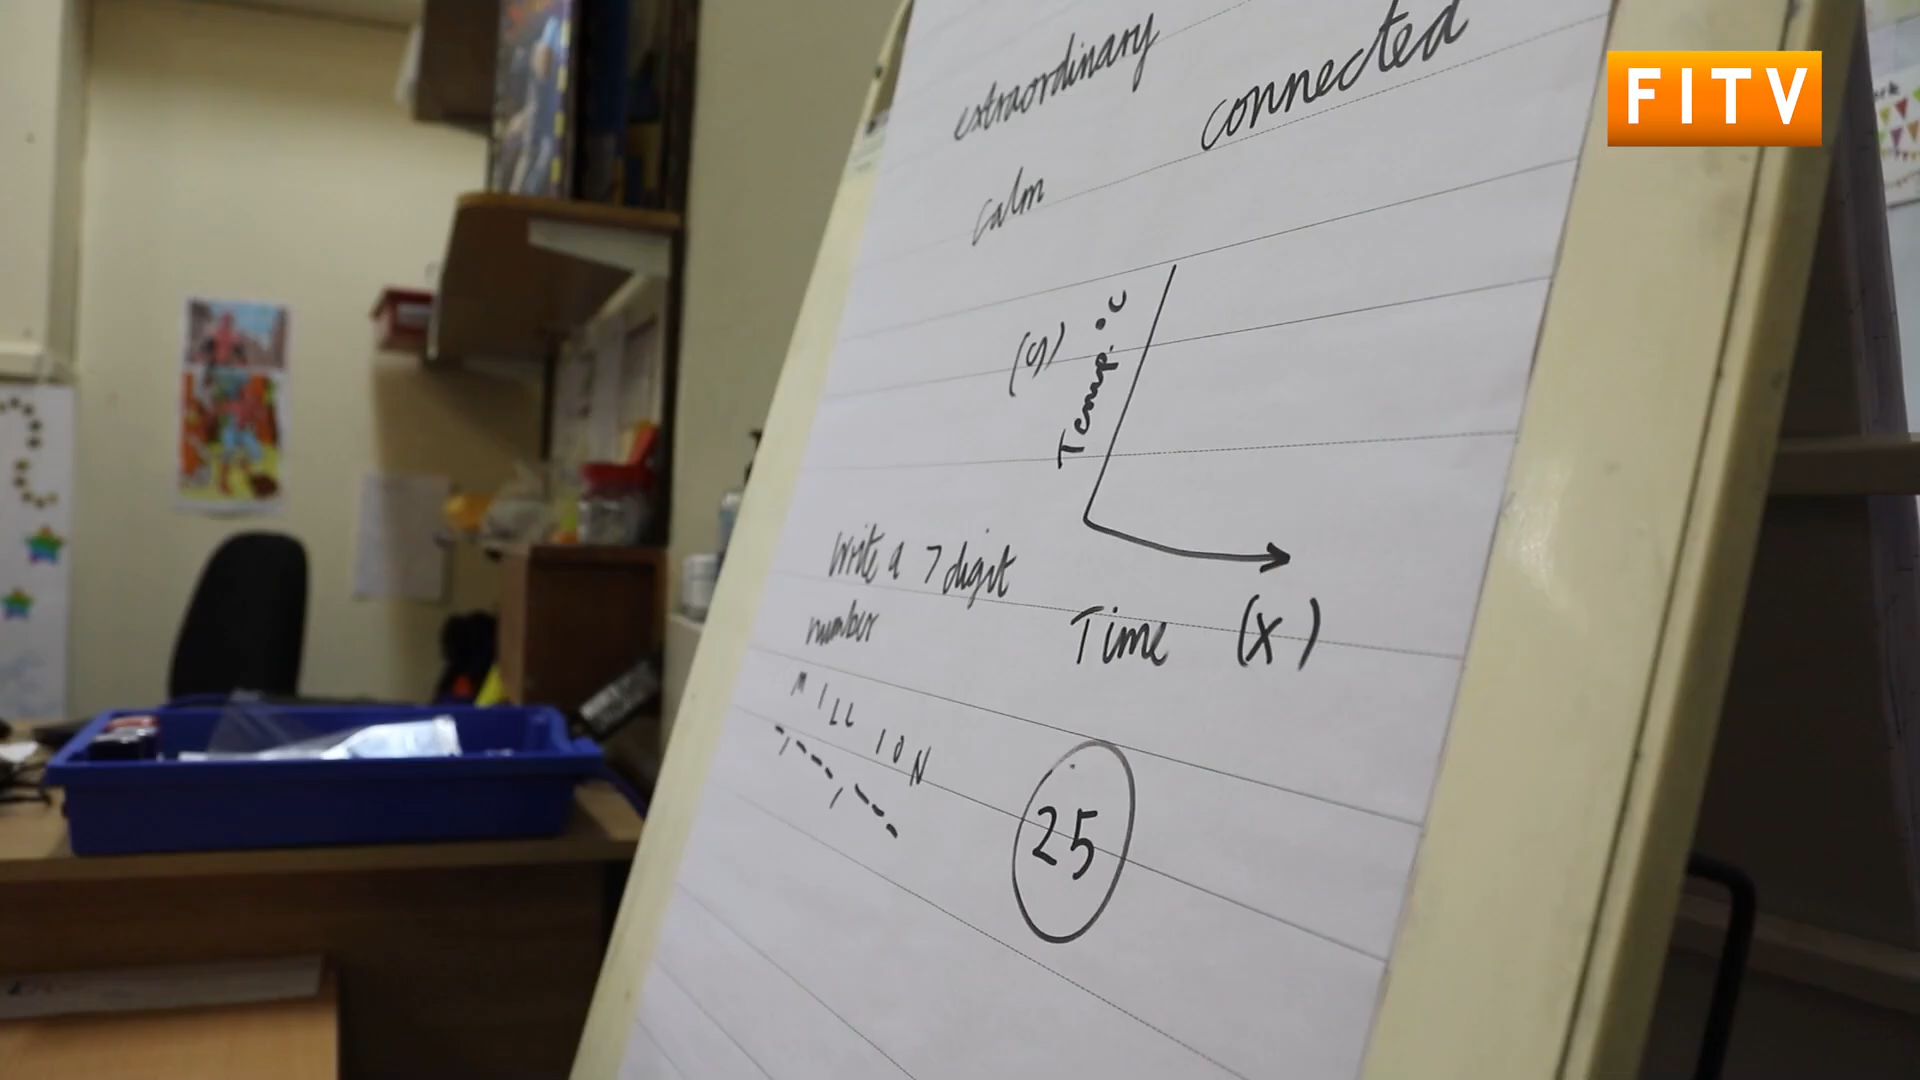 FITV
extraordinary
connected
calm
(y)
Temp. °C
Write a 7 digit
number
Time (x)
MILLION
25